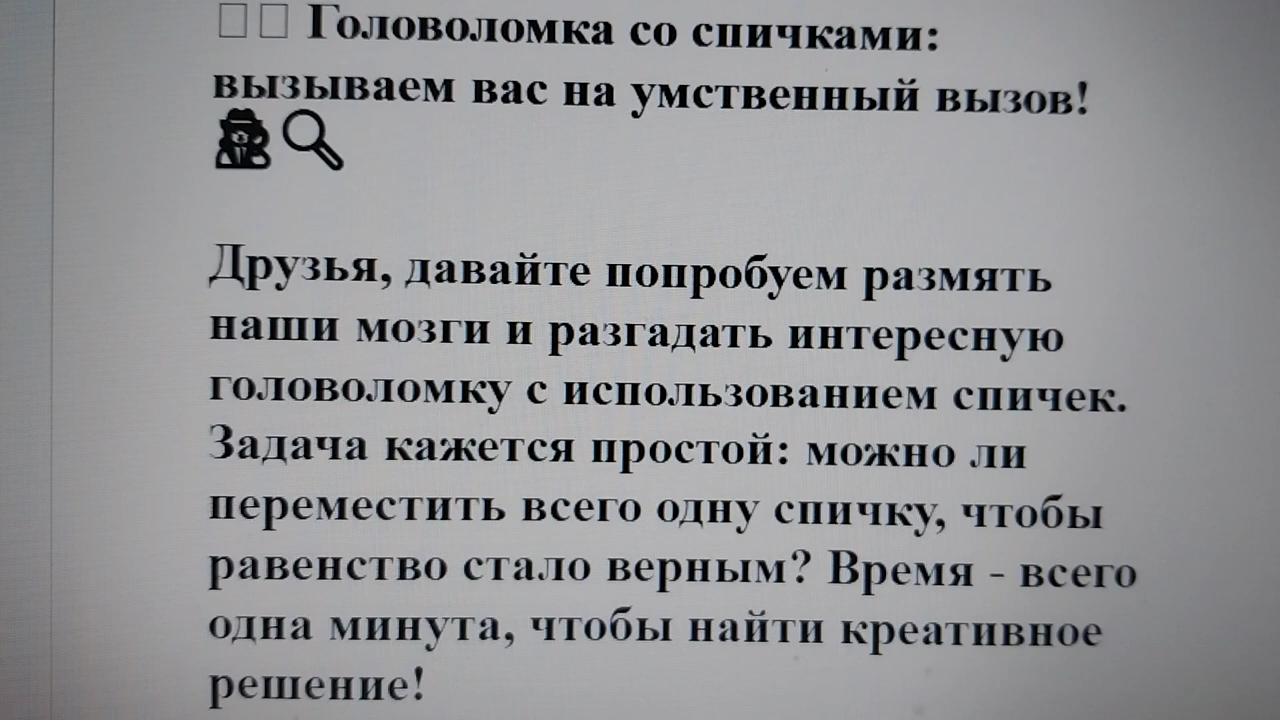 Головоломка со спичками:
вызываем вас на умственный вызов!
Друзья, давайте попробуем размять
наши мозги и разгадать интересную
головоломку с использованием спичек.
Задача кажется простой: можно ли
переместить всего одну спичку, чтобы
равенство стало верным? Время - всего
одна минута, чтобы найти креативное
решение!